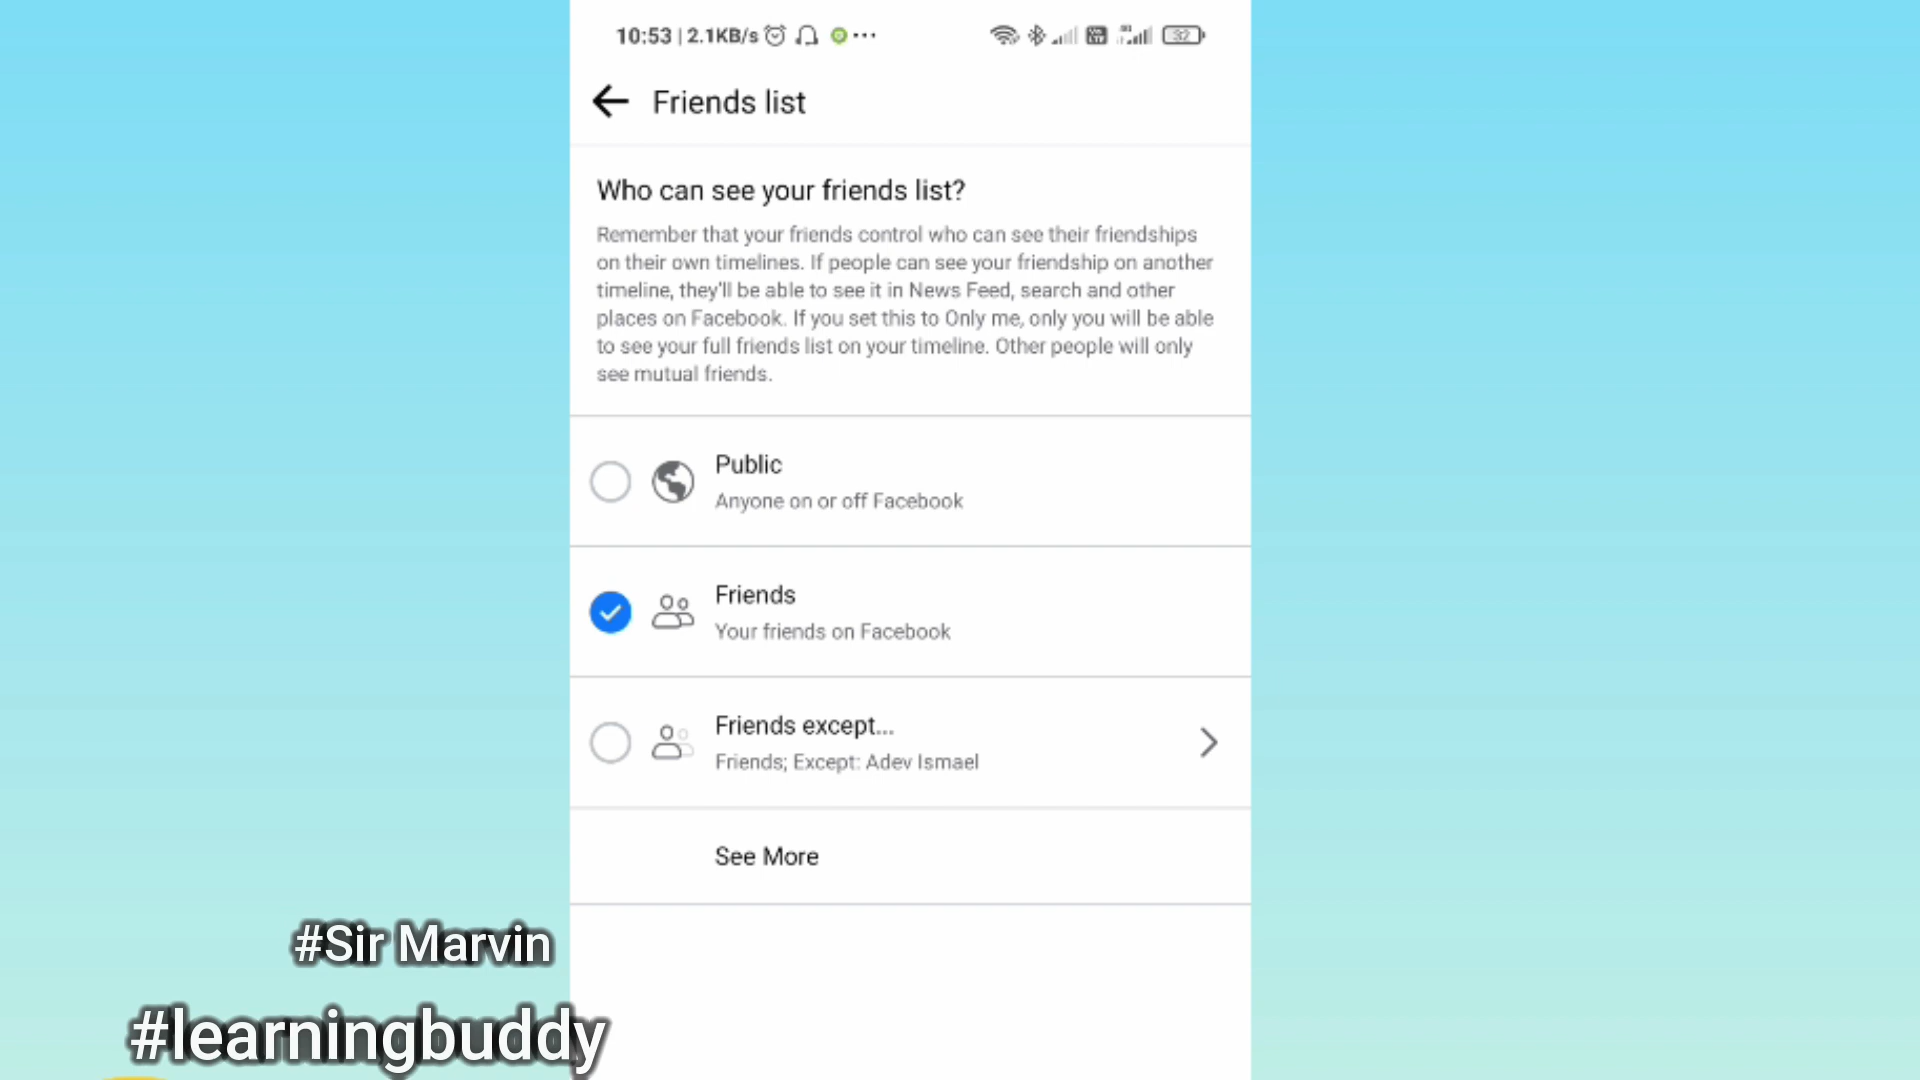 10:53 | 2.1KB/s
32
Friends list
Who can see your friends list?
Remember that your friends control who can see their friendships
on their own timelines. If people can see your friendship on another
timeline, they'll be able to see it in News Feed, search and other
places on Facebook. If you set this to Only me, only you will be able
to see your full friends list on your timeline. Other people will only
see mutual friends.
Public
Anyone on or off Facebook
Friends
Your friends on Facebook
Friends except...
Friends; Except: Adev Ismael
See More
#Sir Marvin
#learningbuddy